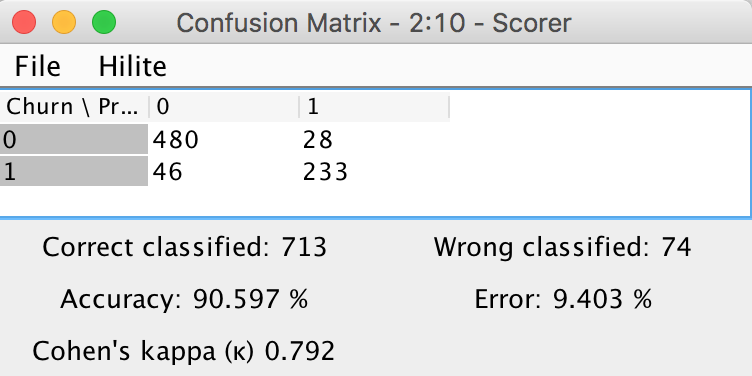 Confusion Matrix - 2:10 - Scorer
File Hilite
Churn \ Pr... 0 1
0 480 28
1 46 233
Correct classified: 713 Wrong classified: 74
Accuracy: 90.597 % Error: 9.403 %
Cohen's kappa (κ) 0.792